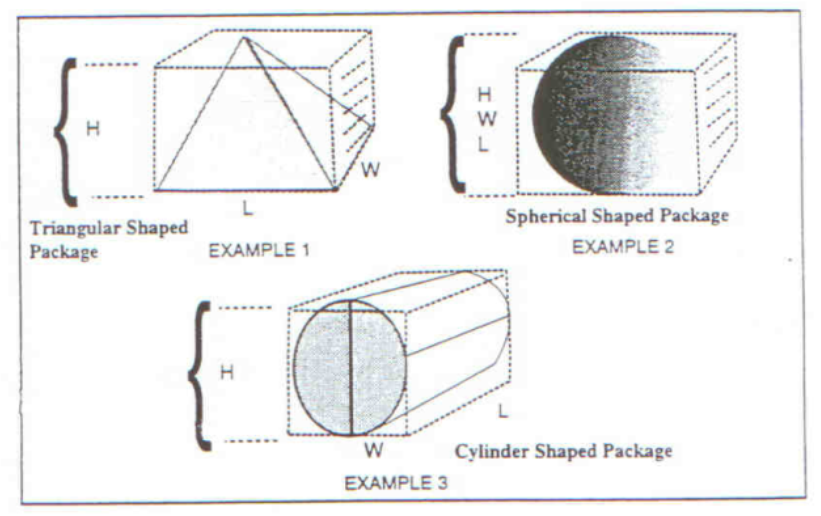 H
W
L
Triangular Shaped
Package
EXAMPLE 1
H
W
L
Spherical Shaped Package
EXAMPLE 2
H
L
W
Cylinder Shaped Package
EXAMPLE 3